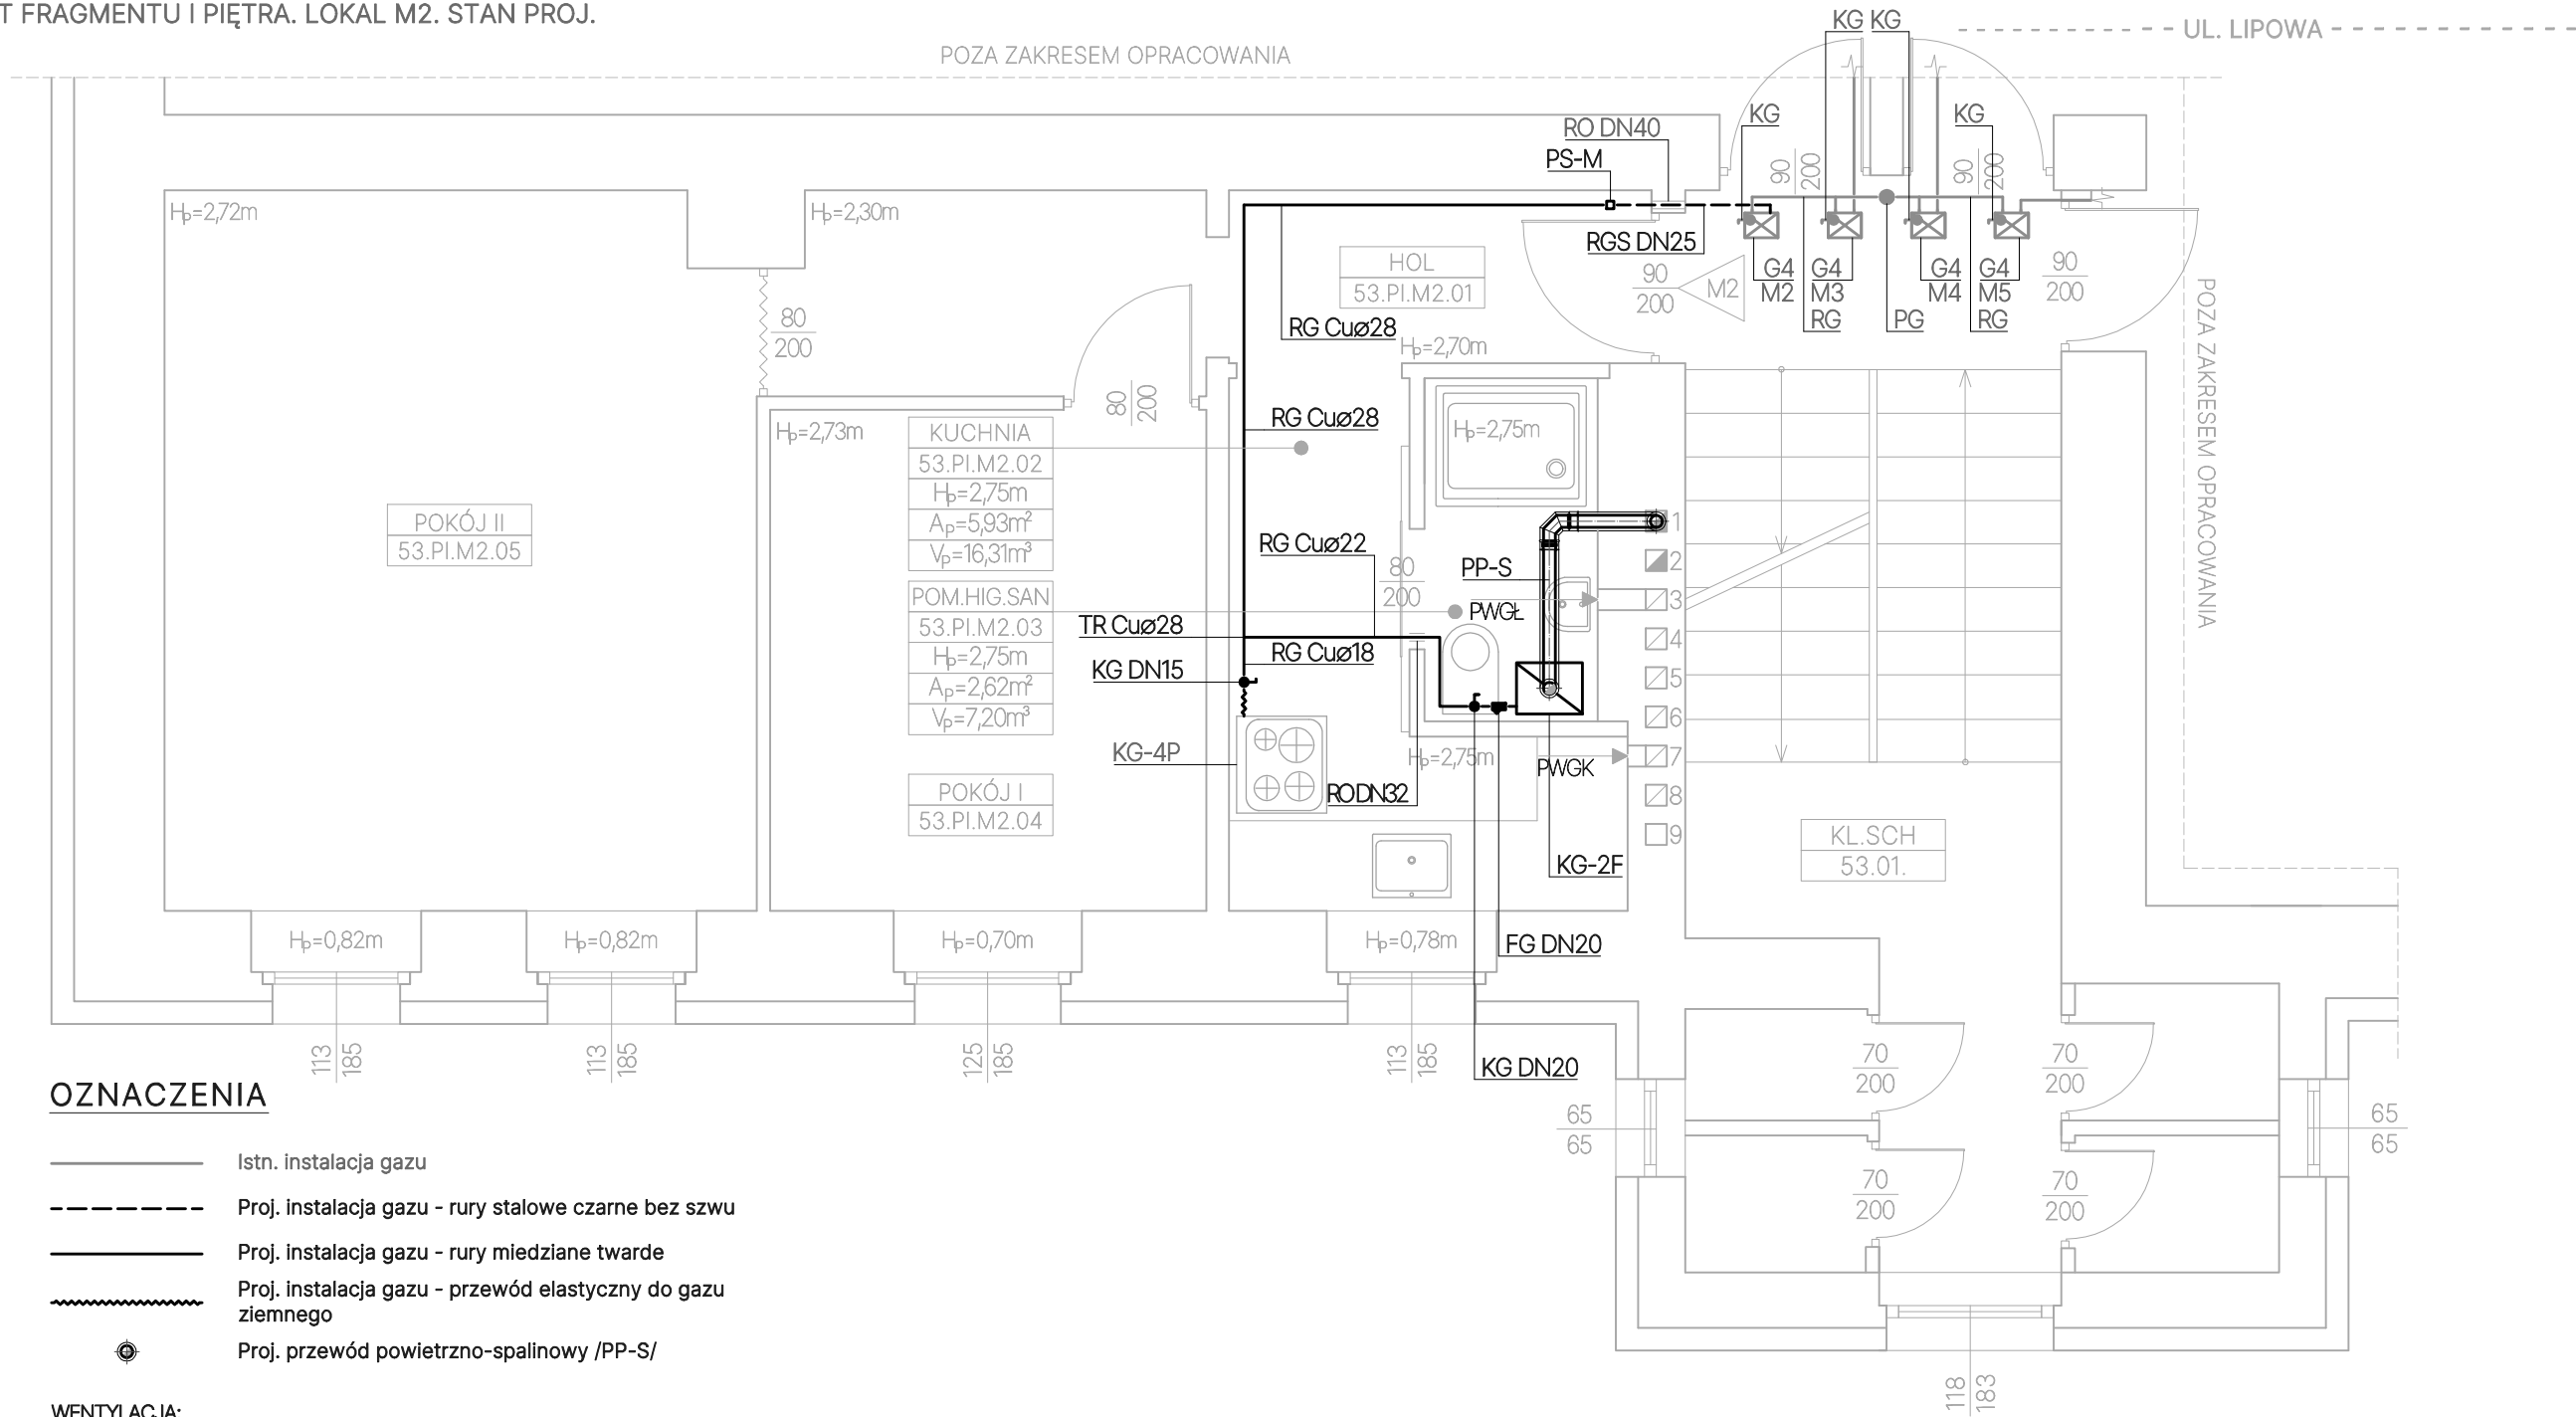 T FRAGMENTU I PIĘTRA. LOKAL M2. STAN PROJ.
POZA ZAKRESEM OPRACOWANIA
UL. LIPOWA
KG KG
KG
KG
RO DN40
PS-M
90
200
90
200
Hp=2,72m
Hp=2,30m
RGS DN25
HOL
53.PI.M2.01
90
200
M2
G4
M2
G4
M3
G4
M4
G4
M5
RG
PG
RG
90
200
POZA ZAKRESEM OPRACOWANIA
80
200
RG Cuø28
Hp=2,70m
80
200
Hp=2,73m
KUCHNIA
53.PI.M2.02
Hp=2,75m
Ap=5,93m²
Vp=16,31m³
RG Cuø28
Hp=2,75m
POKÓJ II
53.PI.M2.05
RG Cuø22
80
200
PP-S
PWGŁ
POM.HIG.SAN
53.PI.M2.03
Hp=2,75m
Ap=2,62m²
Vp=7,20m³
TR Cuø28
RG Cuø18
KG DN15
KG-4P
1
2
3
4
5
6
7
8
9
Hp=2,75m
PWGK
RODN32
POKÓJ I
53.PI.M2.04
KG-2F
KL.SCH
53.01.
Hp=0,82m
Hp=0,82m
Hp=0,70m
Hp=0,78m
FG DN20
113
185
113
185
125
185
113
185
KG DN20
70
200
70
200
65
65
65
65
70
200
70
200
118
183
OZNACZENIA
Istn. instalacja gazu
Proj. instalacja gazu - rury stalowe czarne bez szwu
Proj. instalacja gazu - rury miedziane twarde
Proj. instalacja gazu - przewód elastyczny do gazu
ziemnego
Proj. przewód powietrzno-spalinowy /PP-S/
WENTYLACJA: